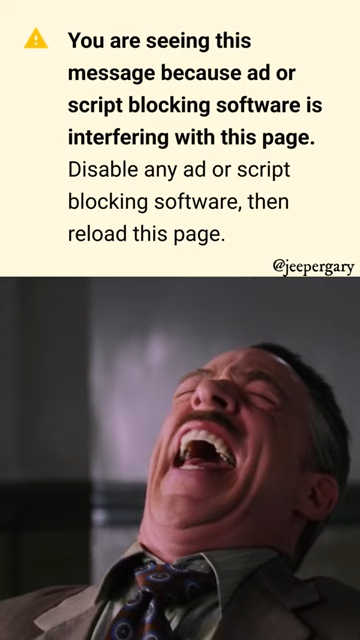 You are seeing this
message because ad or
script blocking software is
interfering with this page.
Disable any ad or script
blocking software, then
reload this page.
@jeepergary